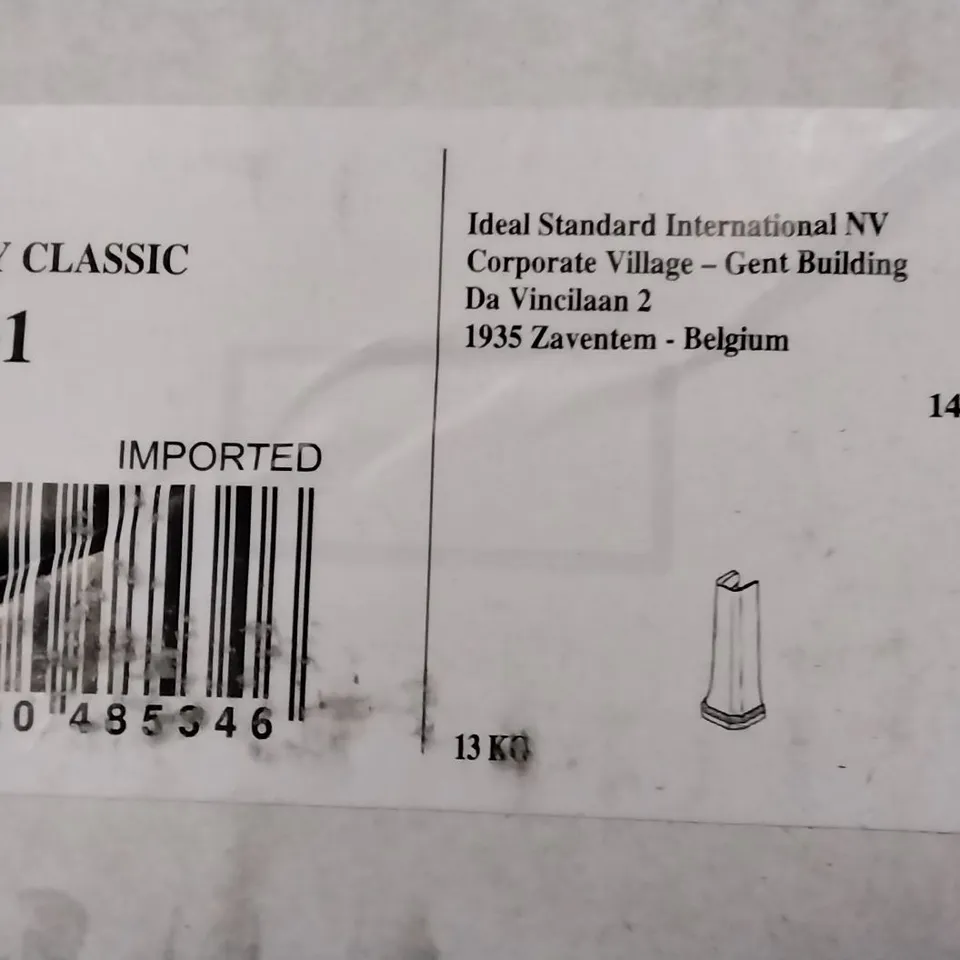 Y CLASSIC
1
IMPORTED
0 485346
Ideal Standard International NV
Corporate Village – Gent Building
Da Vincilaan 2
1935 Zaventem - Belgium
14
13 KG